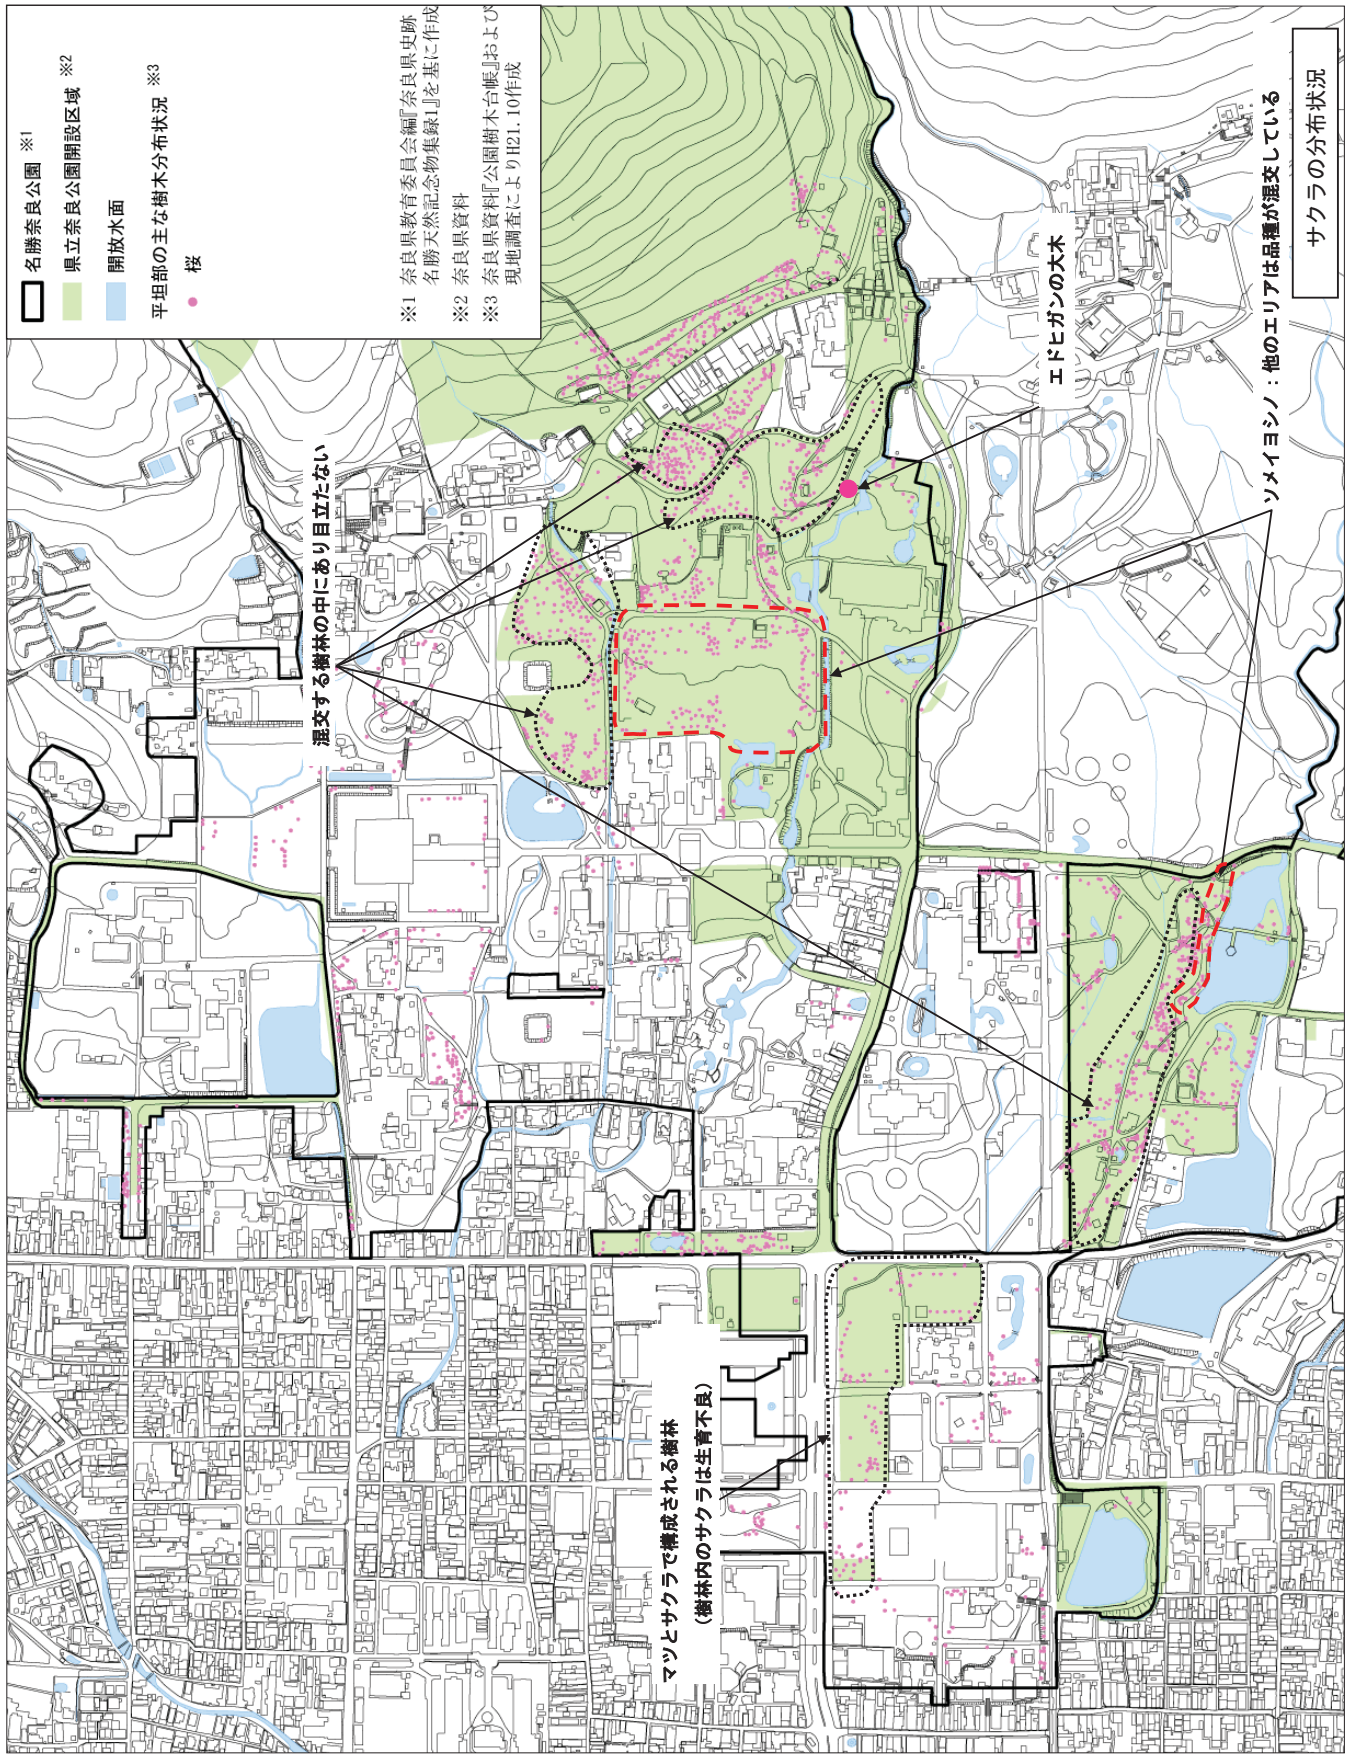 名勝奈良公園 ※1
県立奈良公園開設区域 ※2
開放水面
平坦部の主な樹木分布状況 ※3
桜
※1 奈良県教育委員会編『奈良県史跡
名勝天然記念物集録1』を基に作成
※2 奈良県資料
※3 奈良県資料『公園樹木台帳』および
現地調査によりH21.10作成
混交する樹林の中にあり目立たない
エドヒガンの大木
ソメイヨシノ：他のエリアは品種が混交している
マツとサクラで構成される樹林
（樹林内のサクラは生育不良）
サクラの分布状況